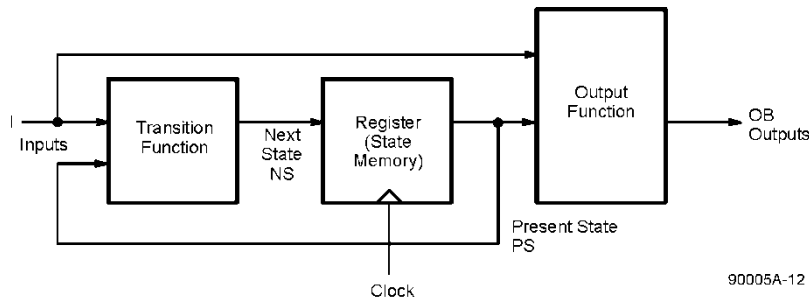 I
Inputs
Transition
Function
Next
State
NS
Register
(State
Memory)
Clock
Present State
PS
Output
Function
OB
Outputs
90005A-12